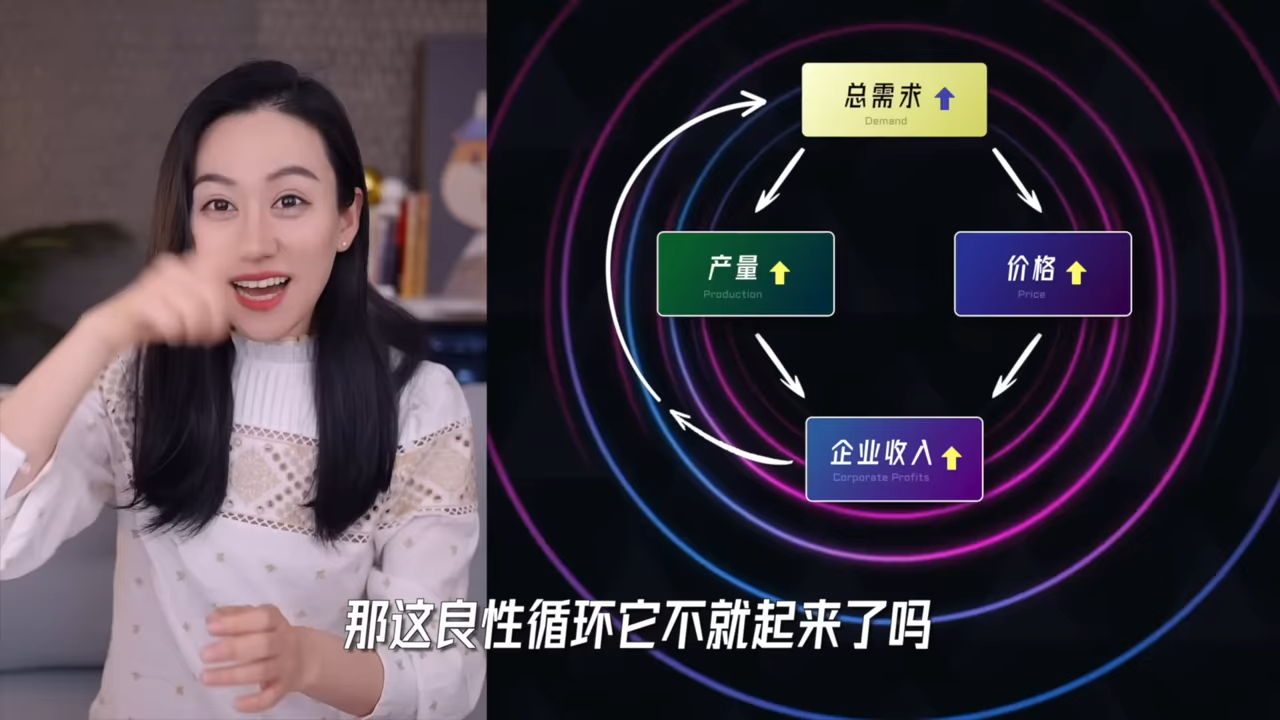 总需求
Demand
产量
Production
价格
Price
企业收入
Corporate Profits
那这良性循环它不就起来了吗